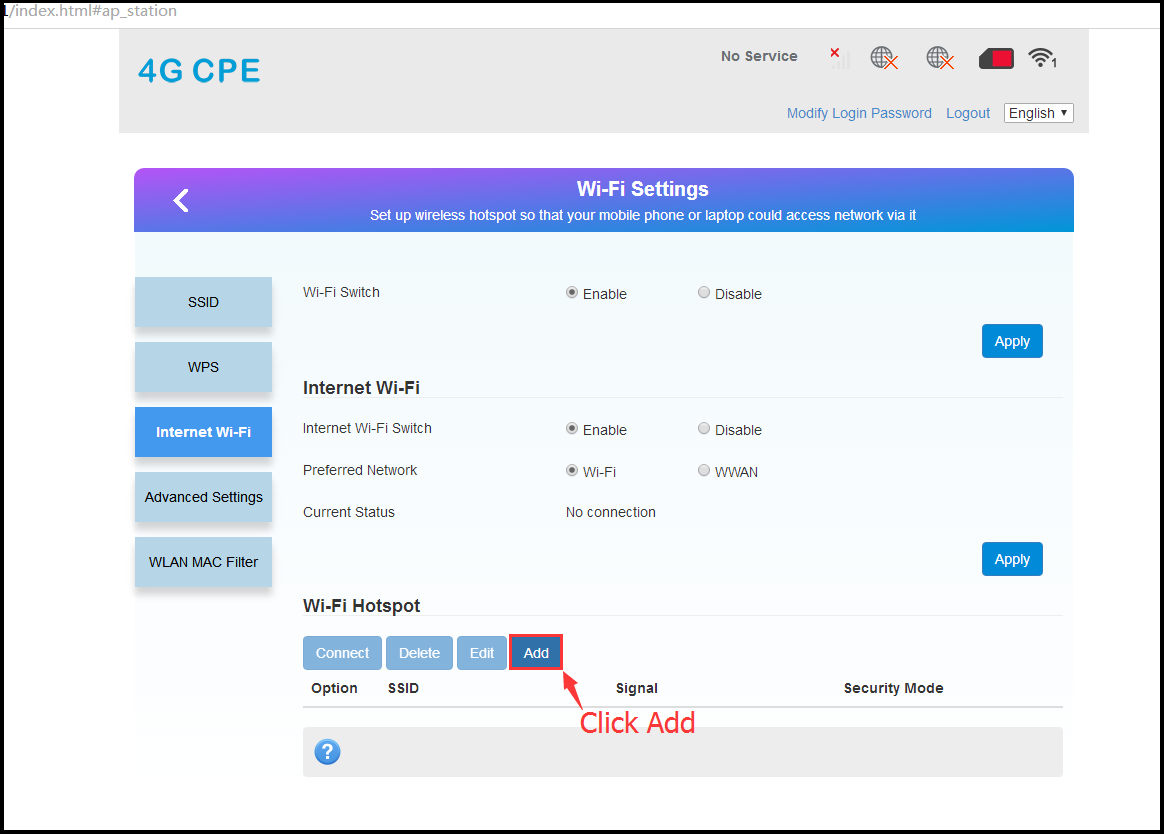 1/index.html#ap_station
No Service
1
4G CPE
Modify Login Password Logout English
Wi-Fi Settings
Set up wireless hotspot so that your mobile phone or laptop could access network via it
SSID
WPS
Internet Wi-Fi
Advanced Settings
WLAN MAC Filter
Wi-Fi Switch Enable Disable
Apply
Internet Wi-Fi
Internet Wi-Fi Switch Enable Disable
Preferred Network Wi-Fi WWAN
Current Status No connection
Apply
Wi-Fi Hotspot
Connect Delete Edit Add
Option SSID Signal Security Mode
Click Add
?